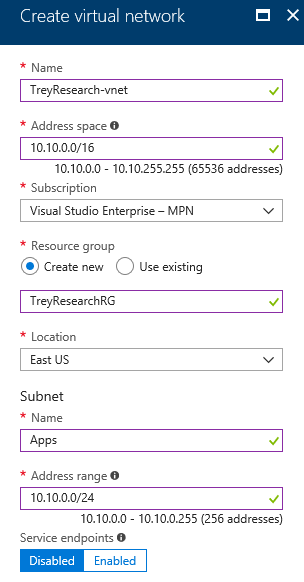 Create virtual network
* Name
TreyResearch-vnet
* Address space
10.10.0.0/16
10.10.0.0 - 10.10.255.255 (65536 addresses)
* Subscription
Visual Studio Enterprise – MPN
* Resource group
Create new Use existing
TreyResearchRG
* Location
East US
Subnet
* Name
Apps
* Address range
10.10.0.0/24
10.10.0.0 - 10.10.0.255 (256 addresses)
Service endpoints
Disabled Enabled